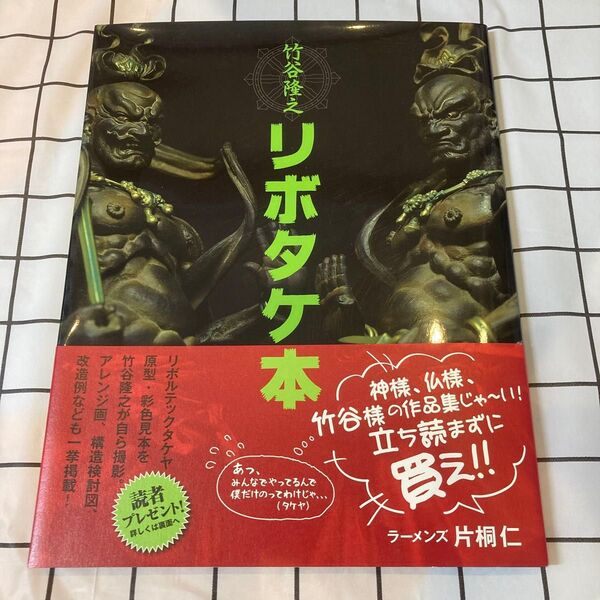 竹谷隆之
リボタケ本
リボルテックタケヤ
原型・彩色見本を
竹谷隆之が自ら撮影。
アレンジ画、構造検討図、
改造例なども一挙掲載！
読者
プレゼント！
詳しくは裏面へ
あっ、
みんなでやってるんで
僕だけのってわけじゃ、、、
(タケヤ)
神様、仏様、
竹谷様の作品集じゃ〜い！
立ち読まずに
買え!!
ラーメンズ 片桐仁